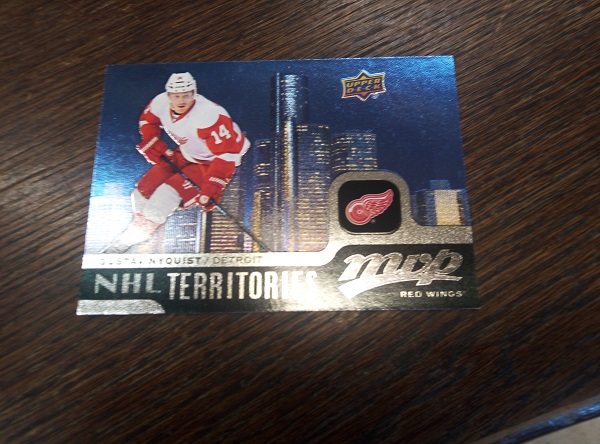 UPPER
DECK
14
GUSTAV NYQUIST / DETROIT
NHL TERRITORIES
mvp
RED WINGS